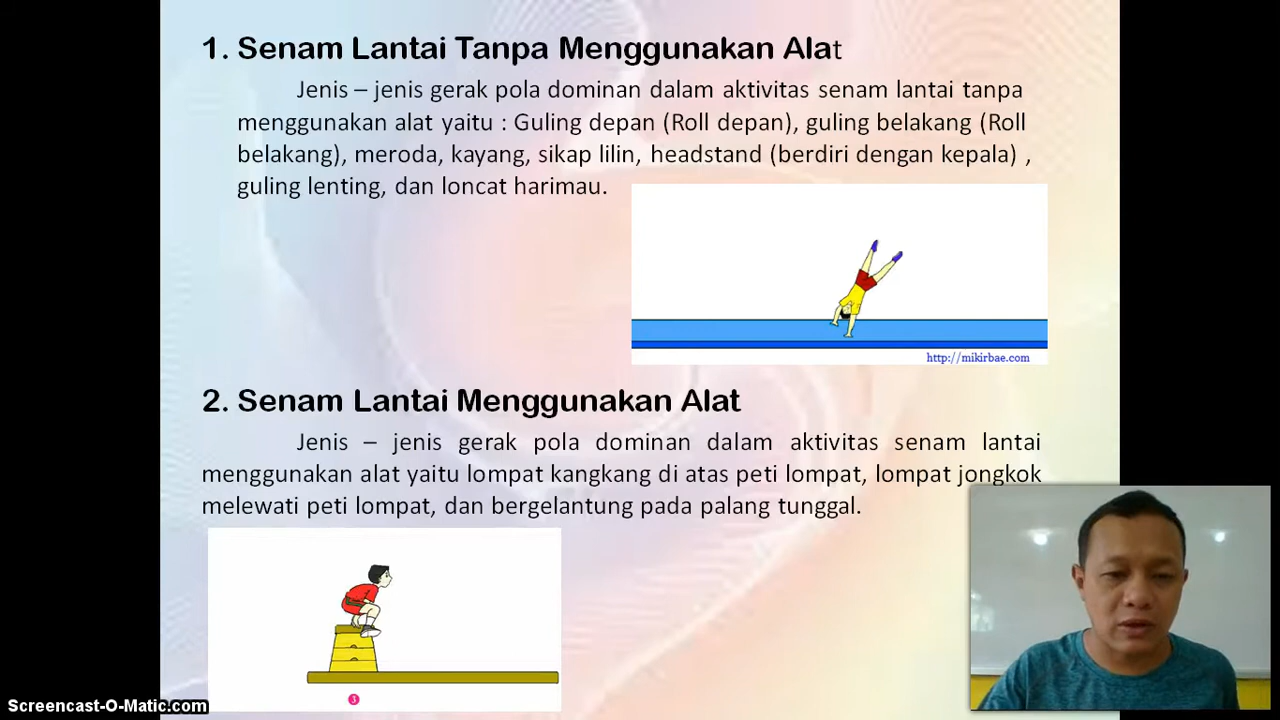 1. Senam Lantai Tanpa Menggunakan Alat
Jenis – jenis gerak pola dominan dalam aktivitas senam lantai tanpa
menggunakan alat yaitu : Guling depan (Roll depan), guling belakang (Roll
belakang), meroda, kayang, sikap lilin, headstand (berdiri dengan kepala) ,
guling lenting, dan loncat harimau.
http://mikirbae.com
2. Senam Lantai Menggunakan Alat
Jenis – jenis gerak pola dominan dalam aktivitas senam lantai
menggunakan alat yaitu lompat kangkang di atas peti lompat, lompat jongkok
melewati peti lompat, dan bergelantung pada palang tunggal.
3
Screencast-O-Matic.com